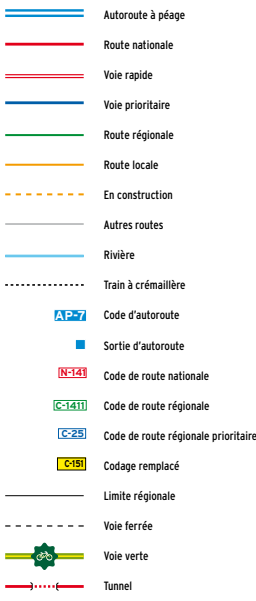 Autoroute à péage
Route nationale
Voie rapide
Voie prioritaire
Route régionale
Route locale
En construction
Autres routes
Rivière
Train à crémaillère
AP-7 Code d'autoroute
Sortie d'autoroute
N-141 Code de route nationale
C-1411 Code de route régionale
C-25 Code de route régionale prioritaire
C-151 Codage remplacé
Limite régionale
Voie ferrée
Voie verte
Tunnel